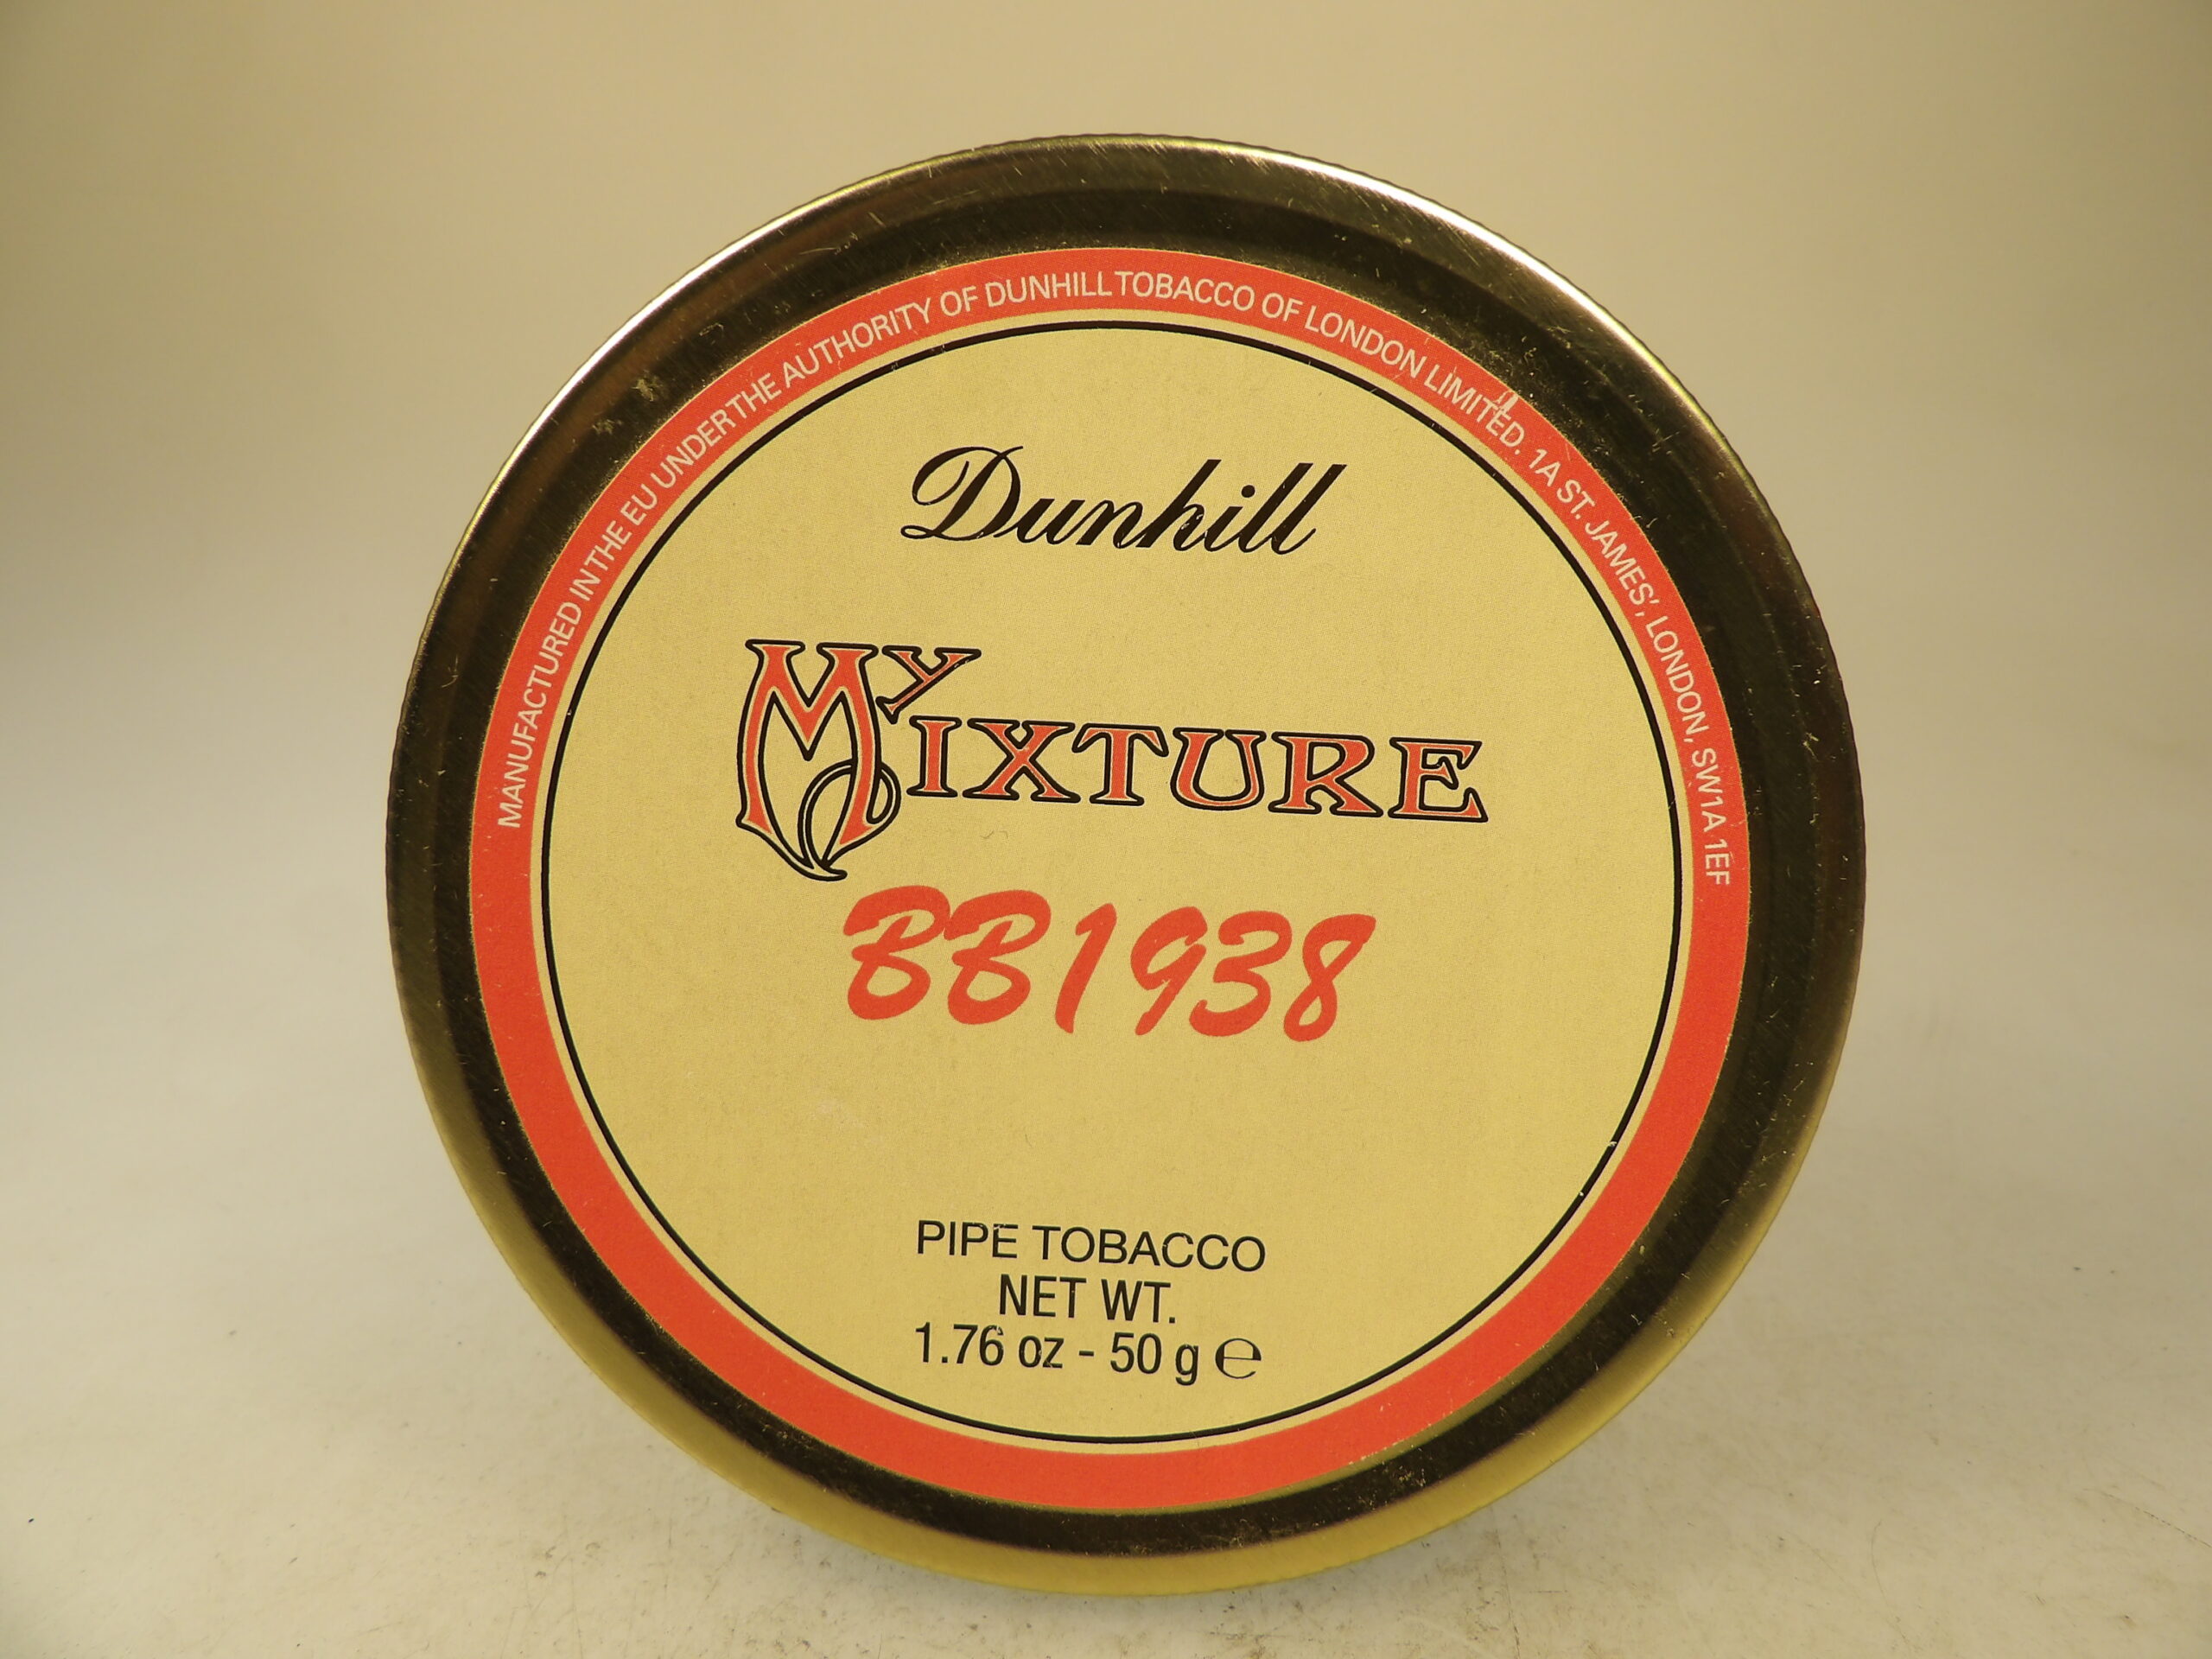 MANUFACTURED IN THE EU UNDER THE AUTHORITY OF DUNHILL TOBACCO OF LONDON LIMITED. 1A ST. JAMES', LONDON, SW1A 1EF
Dunhill
MY MIXTURE
BB1938
PIPE TOBACCO
NET WT.
1.76 oz - 50 g ℮